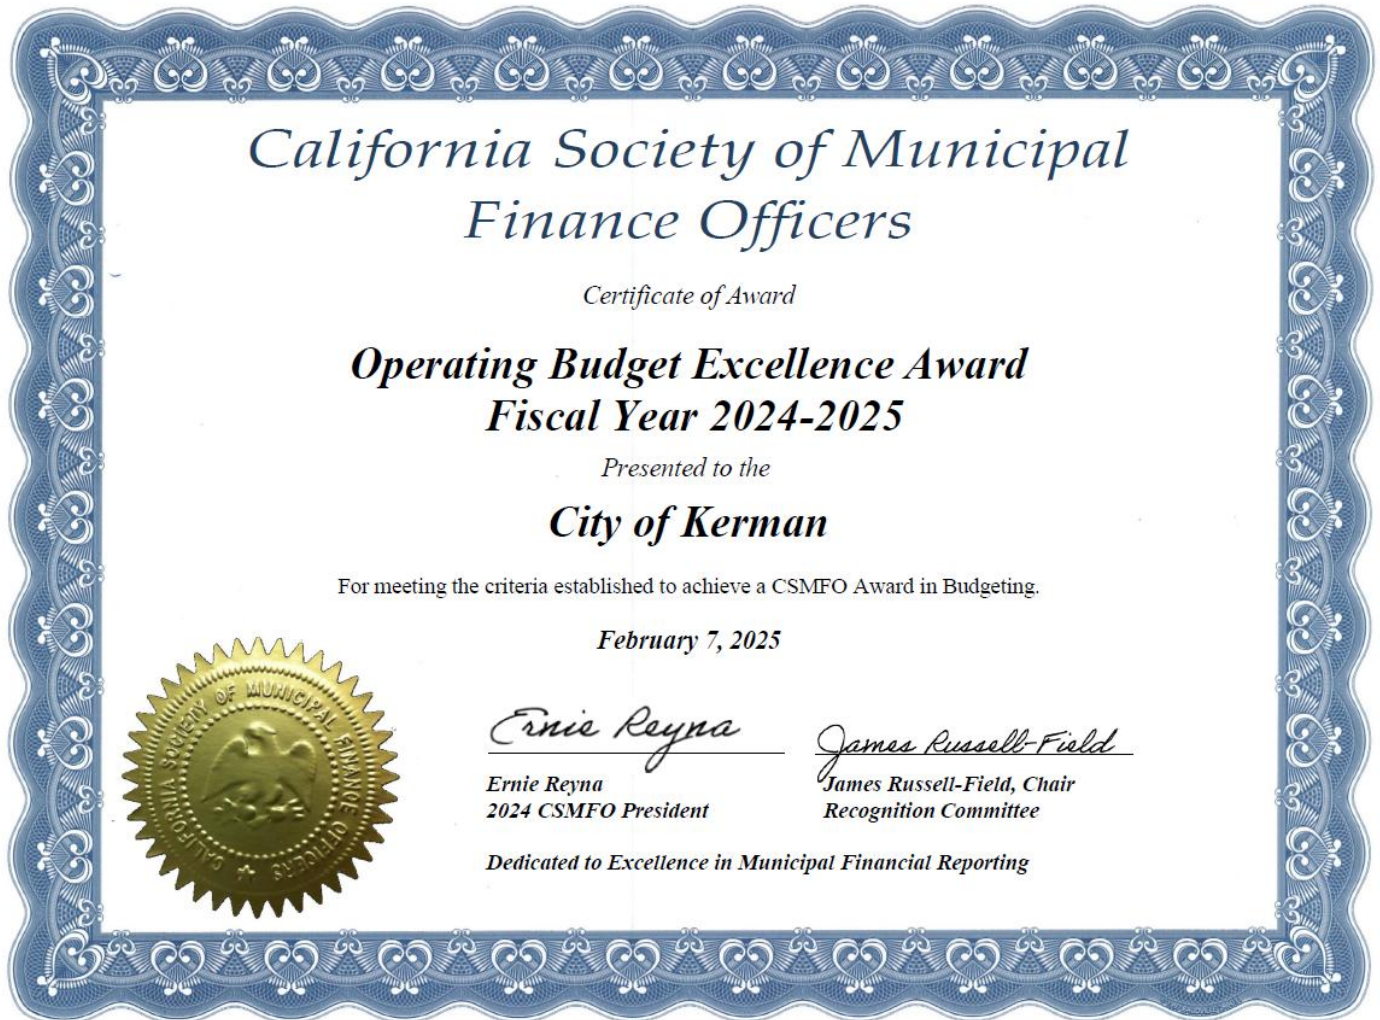 California Society of Municipal
Finance Officers
Certificate of Award
Operating Budget Excellence Award
Fiscal Year 2024-2025
Presented to the
City of Kerman
For meeting the criteria established to achieve a CSMFO Award in Budgeting.
February 7, 2025
Ernie Reyna
James Russell-Field
Ernie Reyna
James Russell-Field, Chair
2024 CSMFO President
Recognition Committee
Dedicated to Excellence in Municipal Financial Reporting
CALIFORNIA SOCIETY OF MUNICIPAL FINANCE OFFICERS